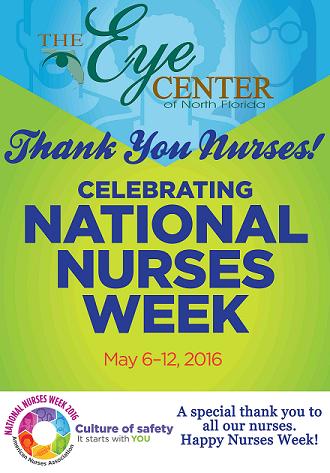 THE Eye
CENTER
of North Florida
Thank You Nurses!
CELEBRATING
NATIONAL
NURSES
WEEK
May 6–12, 2016
NATIONAL NURSES WEEK 2016
American Nurses Association
Culture of safety
It starts with YOU
A special thank you to
all our nurses.
Happy Nurses Week!